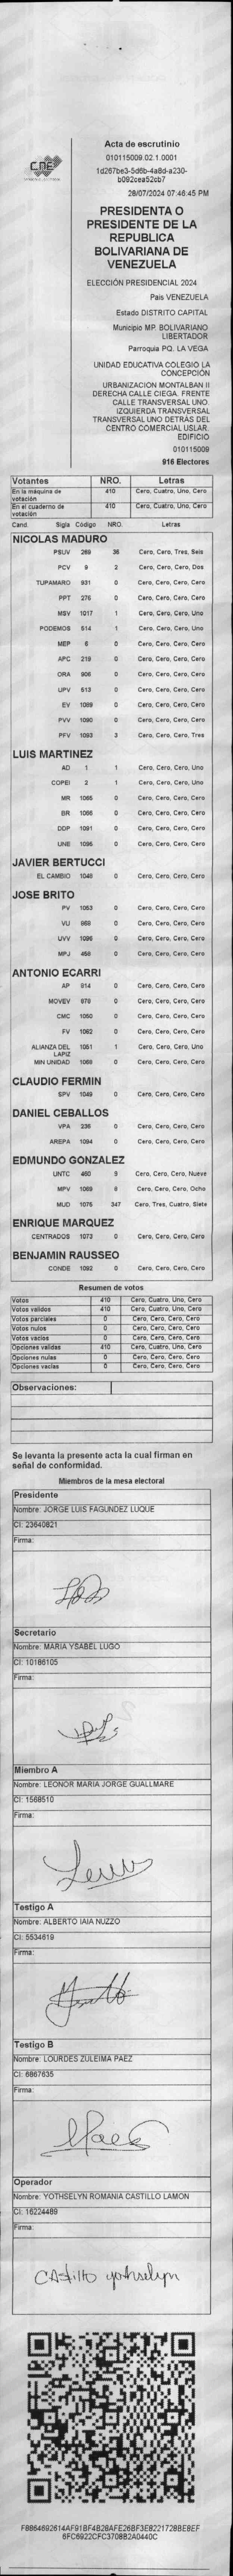 CNE
Acta de escrutinio
010115009.02.1.0001
1d267be3-5d6b-4a8d-a230-
b092cea52cb7
28/07/2024 07:46:45 PM
PRESIDENTA O
PRESIDENTE DE LA
REPUBLICA
BOLIVARIANA DE
VENEZUELA
ELECCIÓN PRESIDENCIAL 2024
Pais VENEZUELA
Estado DISTRITO CAPITAL
Municipio MP. BOLIVARIANO
LIBERTADOR
Parroquia PQ. LA VEGA
UNIDAD EDUCATIVA COLEGIO LA
CONCEPCIÓN
URBANIZACION MONTALBAN II
DERECHA CALLE CIEGA. FRENTE
CALLE TRANSVERSAL UNO.
IZQUIERDA TRANSVERSAL
TRANSVERSAL UNO DETRÁS DEL
CENTRO COMERCIAL USLAR.
EDIFICIO
010115009
916 Electores
Votantes NRO. Letras
En la máquina de votación 410 Cero, Cuatro, Uno, Cero
En el cuaderno de votación 410 Cero, Cuatro, Uno, Cero
Cand. Sigla Código NRO. Letras
NICOLAS MADURO
PSUV 269 36 Cero, Cero, Tres, Seis
PCV 9 2 Cero, Cero, Cero, Dos
TUPAMARO 931 0 Cero, Cero, Cero, Cero
PPT 276 0 Cero, Cero, Cero, Cero
MSV 1017 1 Cero, Cero, Cero, Uno
PODEMOS 514 1 Cero, Cero, Cero, Uno
MEP 6 0 Cero, Cero, Cero, Cero
APC 219 0 Cero, Cero, Cero, Cero
ORA 906 0 Cero, Cero, Cero, Cero
UPV 513 0 Cero, Cero, Cero, Cero
EV 1089 0 Cero, Cero, Cero, Cero
PVV 1090 0 Cero, Cero, Cero, Cero
PFV 1093 3 Cero, Cero, Cero, Tres
LUIS MARTINEZ
AD 1 1 Cero, Cero, Cero, Uno
COPEI 2 1 Cero, Cero, Cero, Uno
MR 1065 0 Cero, Cero, Cero, Cero
BR 1066 0 Cero, Cero, Cero, Cero
DDP 1091 0 Cero, Cero, Cero, Cero
UNE 1095 0 Cero, Cero, Cero, Cero
JAVIER BERTUCCI
EL CAMBIO 1046 0 Cero, Cero, Cero, Cero
JOSE BRITO
PV 1053 0 Cero, Cero, Cero, Cero
VU 969 0 Cero, Cero, Cero, Cero
UVV 1096 0 Cero, Cero, Cero, Cero
MPJ 458 0 Cero, Cero, Cero, Cero
ANTONIO ECARRI
AP 914 0 Cero, Cero, Cero, Cero
MOVEV 979 0 Cero, Cero, Cero, Cero
CMC 1050 0 Cero, Cero, Cero, Cero
FV 1062 0 Cero, Cero, Cero, Cero
ALIANZA DEL LAPIZ 1051 1 Cero, Cero, Cero, Uno
MIN UNIDAD 1068 0 Cero, Cero, Cero, Cero
CLAUDIO FERMIN
SPV 1049 0 Cero, Cero, Cero, Cero
DANIEL CEBALLOS
VPA 236 0 Cero, Cero, Cero, Cero
AREPA 1094 0 Cero, Cero, Cero, Cero
EDMUNDO GONZALEZ
UNTC 460 9 Cero, Cero, Cero, Nueve
MPV 1069 8 Cero, Cero, Cero, Ocho
MUD 1075 347 Cero, Tres, Cuatro, Siete
ENRIQUE MARQUEZ
CENTRADOS 1073 0 Cero, Cero, Cero, Cero
BENJAMIN RAUSSEO
CONDE 1092 0 Cero, Cero, Cero, Cero
Resumen de votos
Votos 410 Cero, Cuatro, Uno, Cero
Votos válidos 410 Cero, Cuatro, Uno, Cero
Votos parciales 0 Cero, Cero, Cero, Cero
Votos nulos 0 Cero, Cero, Cero, Cero
Votos vacíos 0 Cero, Cero, Cero, Cero
Opciones validas 410 Cero, Cuatro, Uno, Cero
Opciones nulas 0 Cero, Cero, Cero, Cero
Opciones vacías 0 Cero, Cero, Cero, Cero
Observaciones:
Se levanta la presente acta la cual firman en
señal de conformidad.
Miembros de la mesa electoral
Presidente
Nombre: JORGE LUIS FAGUNDEZ LUQUE
CI: 23640821
Firma:
Secretario
Nombre: MARIA YSABEL LUGO
CI: 10186105
Firma:
Miembro A
Nombre: LEONOR MARIA JORGE GUALLMARE
CI: 1568510
Firma:
Testigo A
Nombre: ALBERTO IAIA NUZZO
CI: 5534619
Firma:
Testigo B
Nombre: LOURDES ZULEIMA PAEZ
CI: 6867635
Firma:
Operador
Nombre: YOTHSELYN ROMANIA CASTILLO LAMON
CI: 16224489
Firma:
CAstillo yothselyn
F8864692614AF91BF4B28AFE26BF3E8221728BE8EF
6FC6922CFC3708B2A0440C